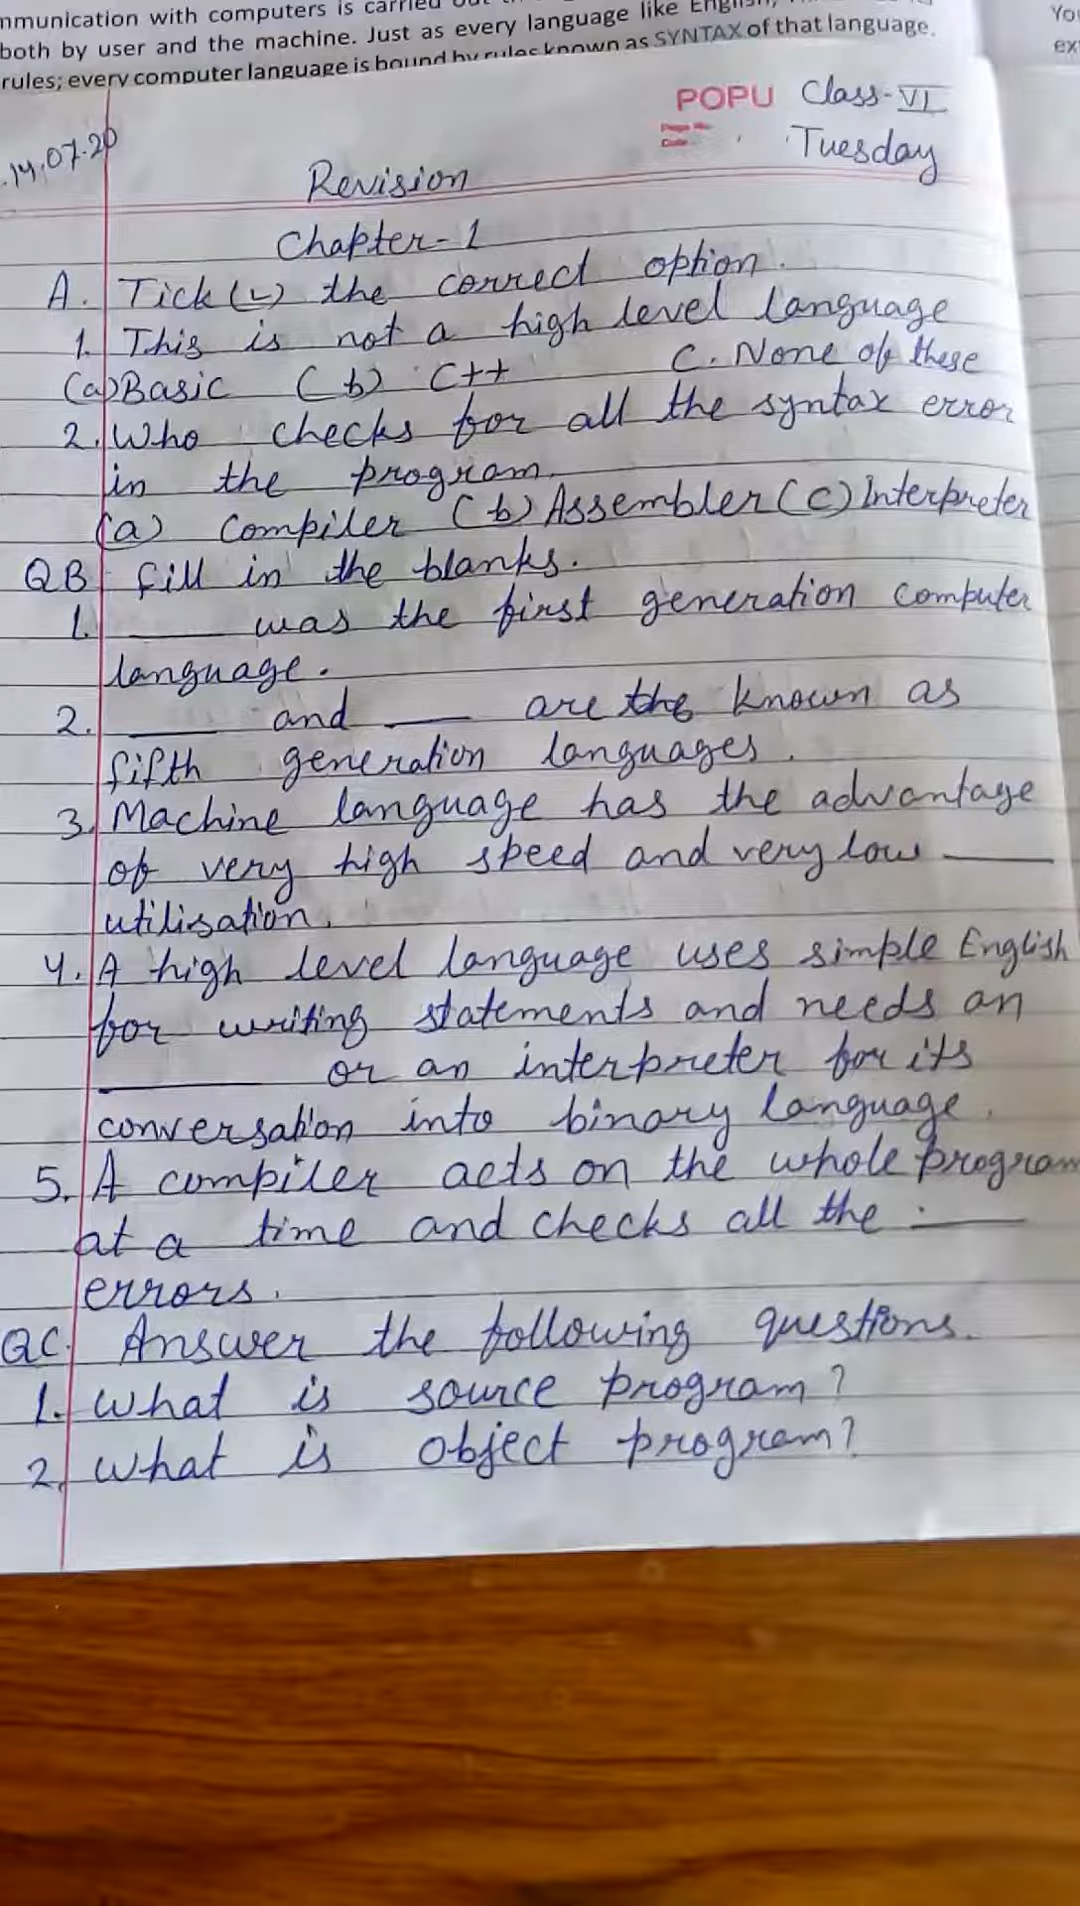 mmunication with computers is carried out
both by user and the machine. Just as every language like English,
rules; every computer language is bound by rules known as SYNTAX of that language.
You
ex
POPU Class-VI
Page No.
Date
14.07.20
Tuesday
Revision
Chapter-1
A. Tick (✓) the correct option.
1. This is not a high level language
(a) Basic (b) C++ C. None of these
2. Who checks for all the syntax error
in the program.
(a) Compiler (b) Assembler (c) Interpreter
QB fill in the blanks.
1. ____ was the first generation computer
language.
2. ____ and ____ are the known as
fifth generation languages.
3. Machine language has the advantage
of very high speed and very low ____
utilisation.
4. A high level language uses simple English
for writing statements and needs an
____ or an interpreter for its
conversation into binary language.
5. A compiler acts on the whole program
at a time and checks all the ____
errors.
QC. Answer the following questions.
1. What is source program?
2. What is object program?